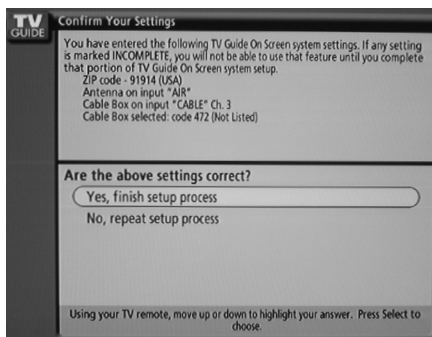 TV
GUIDE
Confirm Your Settings
You have entered the following TV Guide On Screen system settings. If any setting
is marked INCOMPLETE, you will not be able to use that feature until you complete
that portion of TV Guide On Screen system setup.
ZIP code - 91914 (USA)
Antenna on input "AIR"
Cable Box on input "CABLE" Ch. 3
Cable Box selected: code 472 (Not Listed)
Are the above settings correct?
Yes, finish setup process
No, repeat setup process
Using your TV remote, move up or down to highlight your answer. Press Select to
choose.